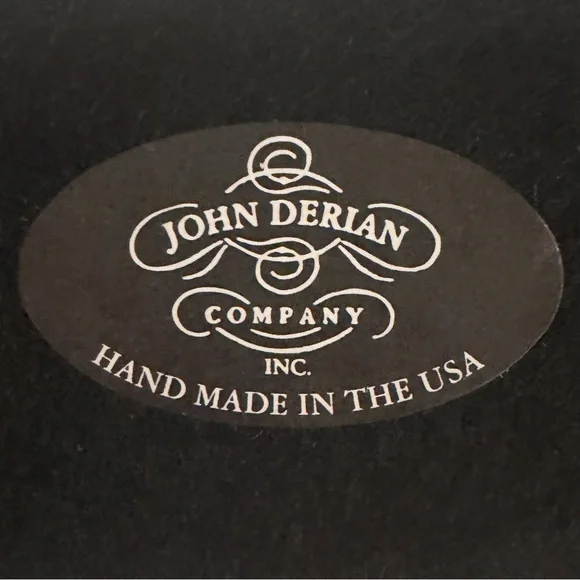 JOHN DERIAN
COMPANY
INC.
HAND MADE IN THE USA